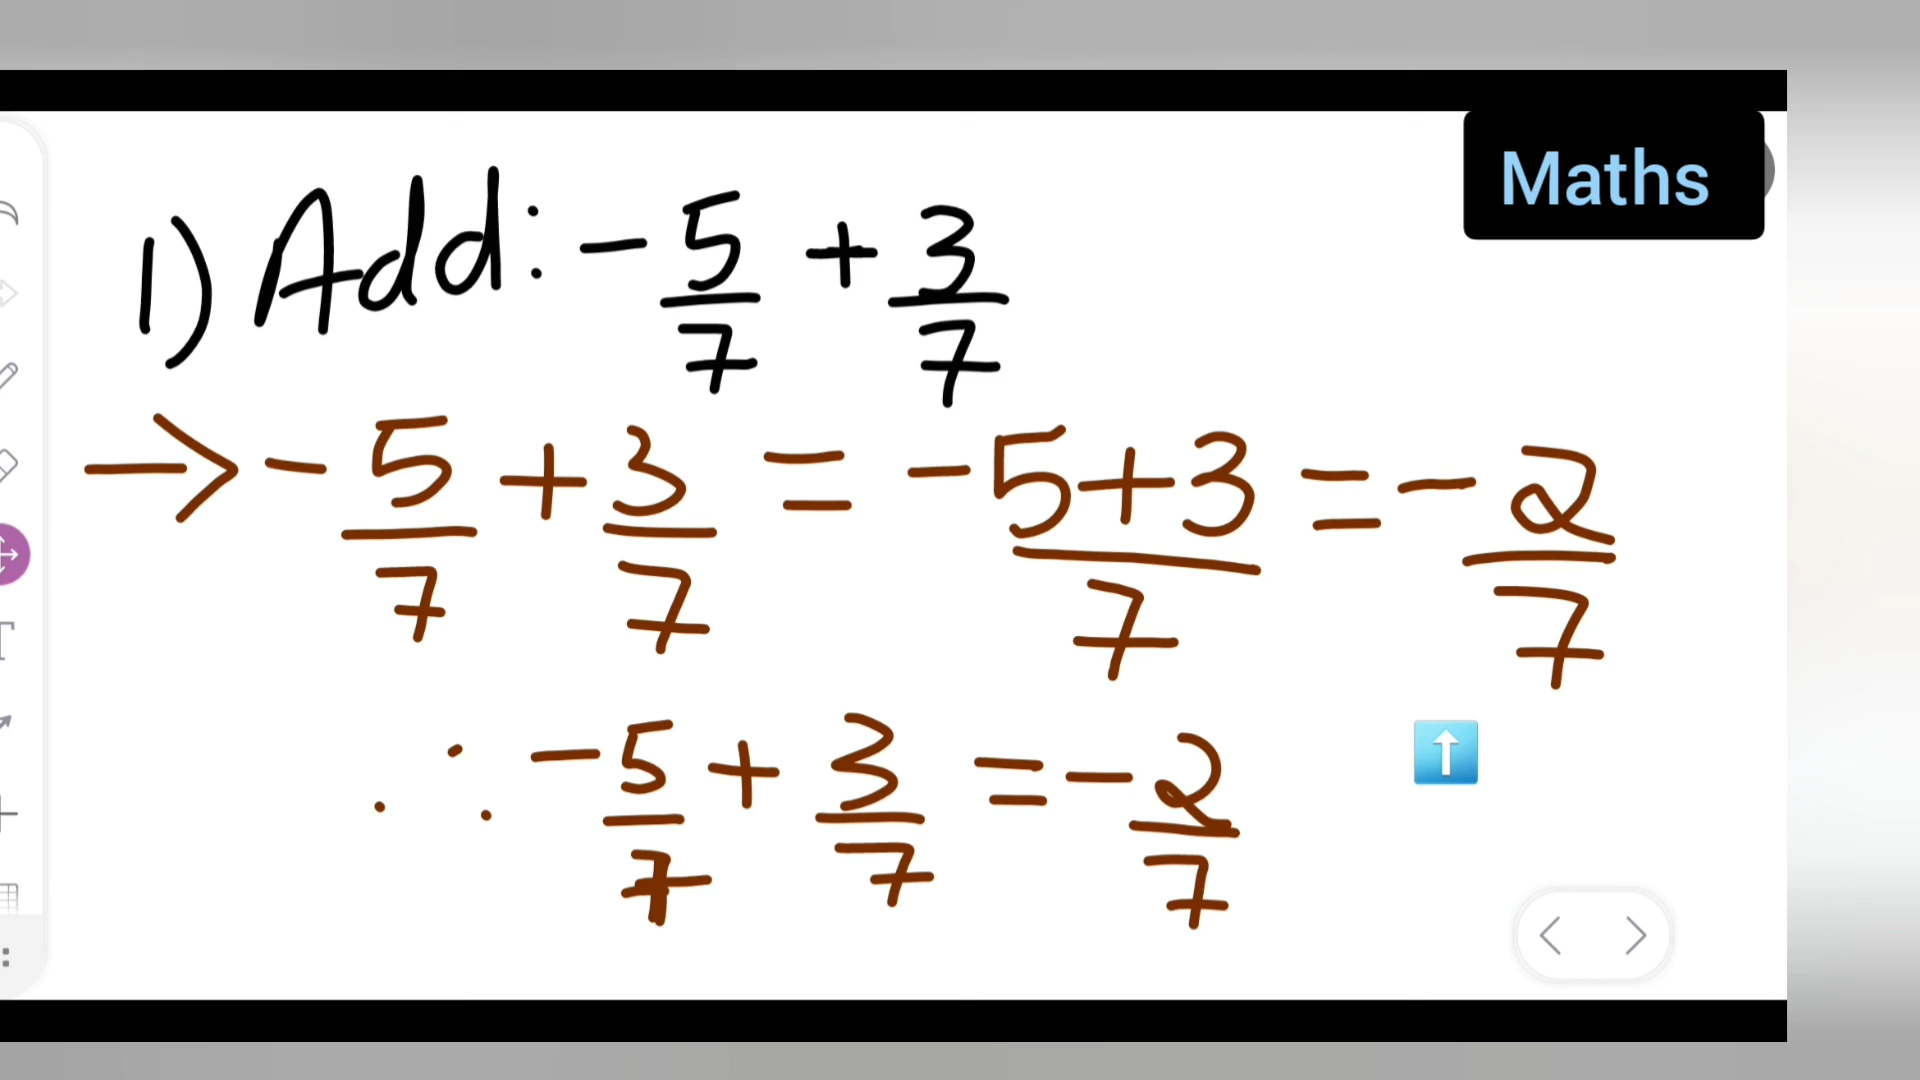 Maths
1) Add: -5/7 + 3/7
→ -5/7 + 3/7 = -5+3/7 = -2/7
∴ -5/7 + 3/7 = -2/7